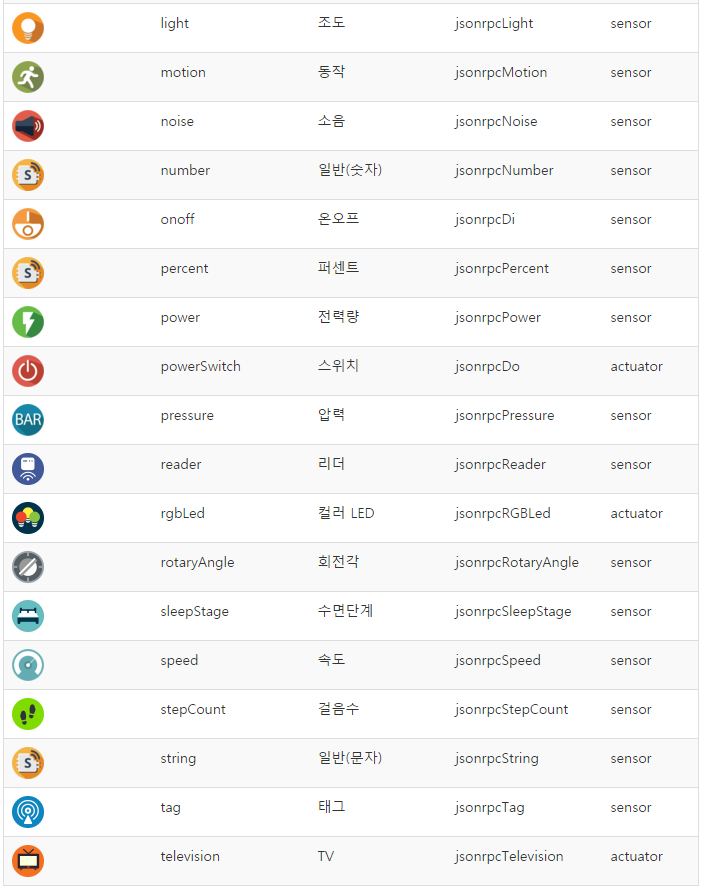 light 조도 jsonrpcLight sensor
motion 동작 jsonrpcMotion sensor
noise 소음 jsonrpcNoise sensor
S number 일반(숫자) jsonrpcNumber sensor
onoff 온오프 jsonrpcDi sensor
S percent 퍼센트 jsonrpcPercent sensor
power 전력량 jsonrpcPower sensor
powerSwitch 스위치 jsonrpcDo actuator
BAR pressure 압력 jsonrpcPressure sensor
reader 리더 jsonrpcReader sensor
rgbLed 컬러 LED jsonrpcRGBLed actuator
rotaryAngle 회전각 jsonrpcRotaryAngle sensor
sleepStage 수면단계 jsonrpcSleepStage sensor
speed 속도 jsonrpcSpeed sensor
stepCount 걸음수 jsonrpcStepCount sensor
S string 일반(문자) jsonrpcString sensor
tag 태그 jsonrpcTag sensor
television TV jsonrpcTelevision actuator